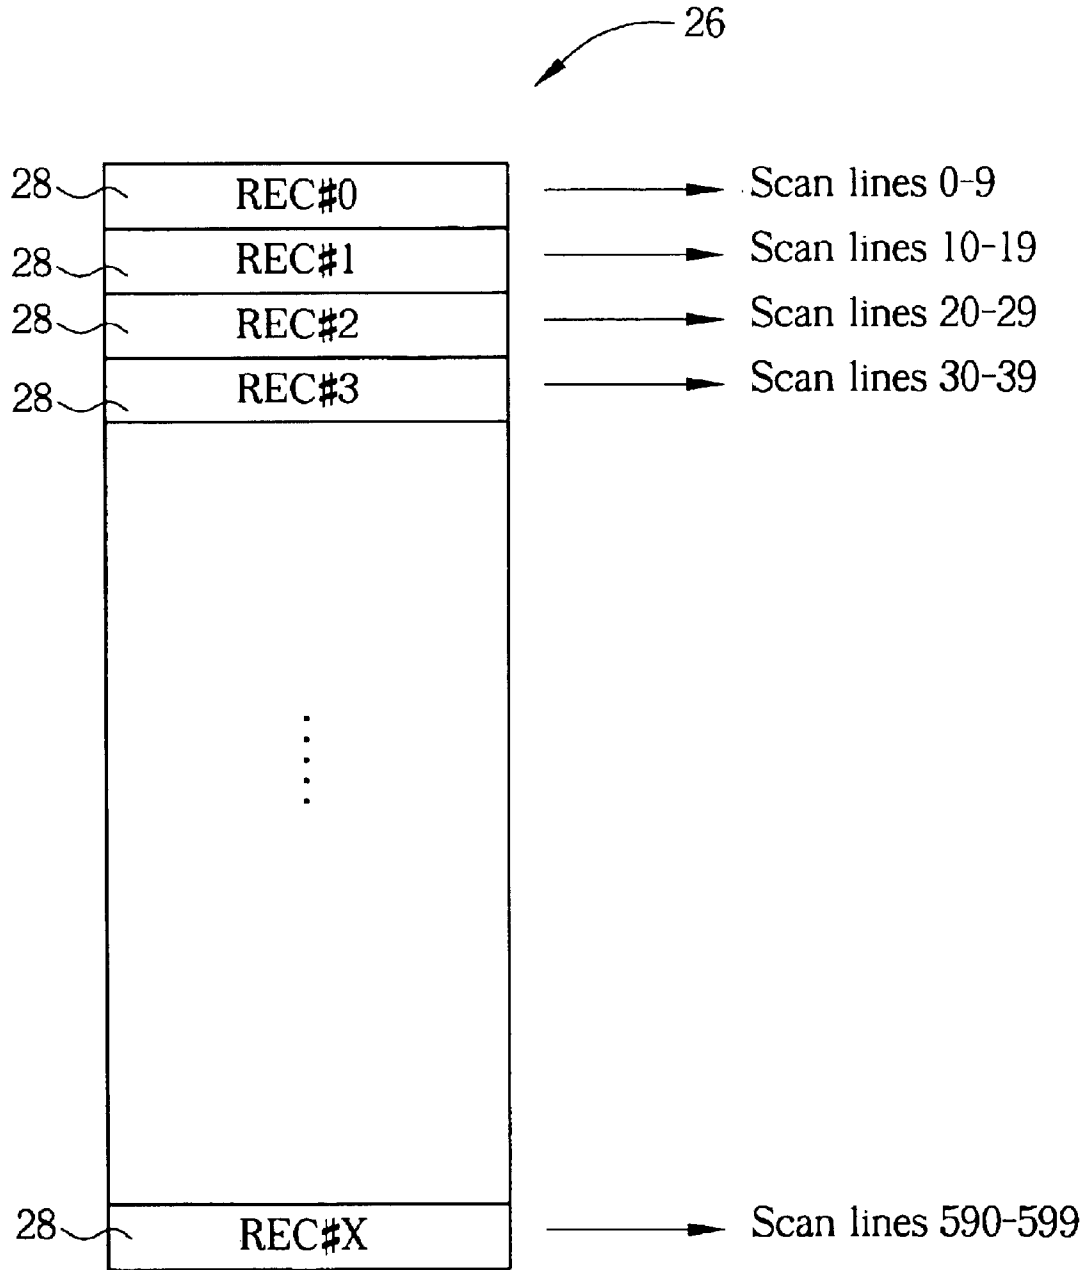 26
28 REC#0 Scan lines 0-9
28 REC#1 Scan lines 10-19
28 REC#2 Scan lines 20-29
28 REC#3 Scan lines 30-39
28 REC#X Scan lines 590-599